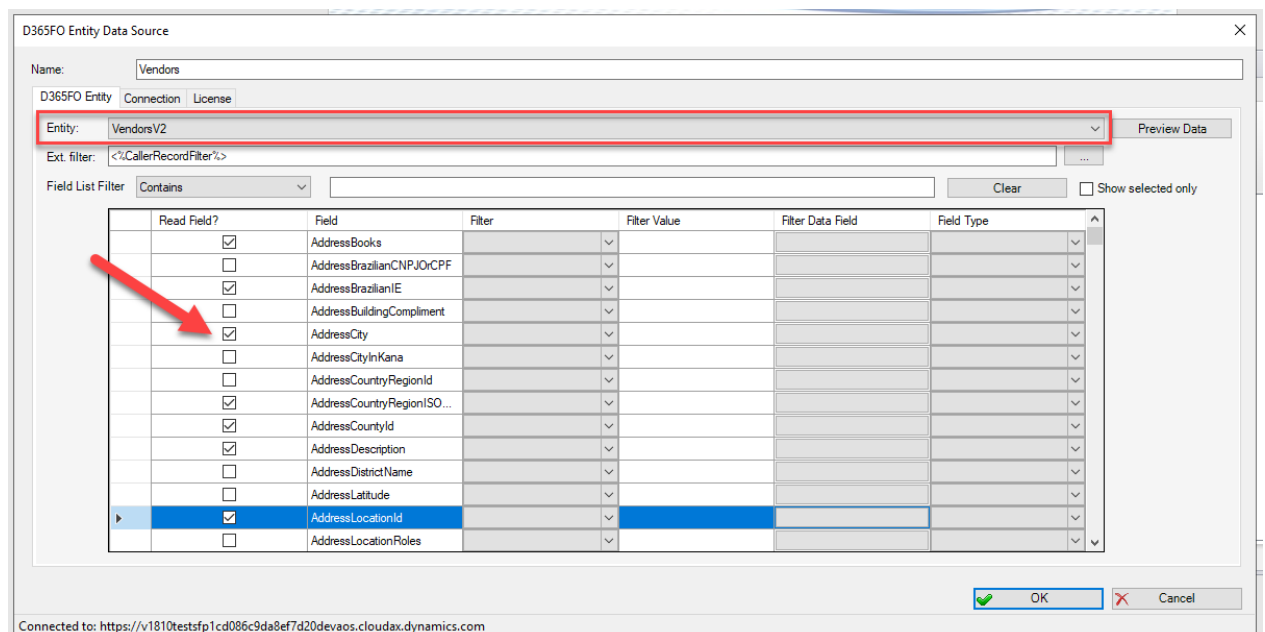 D365FO Entity Data Source
Name: Vendors
D365FO Entity Connection License
Entity: VendorsV2 Preview Data
Ext. filter: <%CallerRecordFilter%> ...
Field List Filter Contains Clear Show selected only
Read Field? Field Filter Filter Value Filter Data Field Field Type
AddressBooks
AddressBrazilianCNPJOrCPF
AddressBrazilianIE
AddressBuildingCompliment
AddressCity
AddressCityInKana
AddressCountryRegionId
AddressCountryRegionISO...
AddressCountyId
AddressDescription
AddressDistrictName
AddressLatitude
AddressLocationId
AddressLocationRoles
OK Cancel
Connected to: https://v1810testsfp1cd086c9da8ef7d20devaos.cloudax.dynamics.com